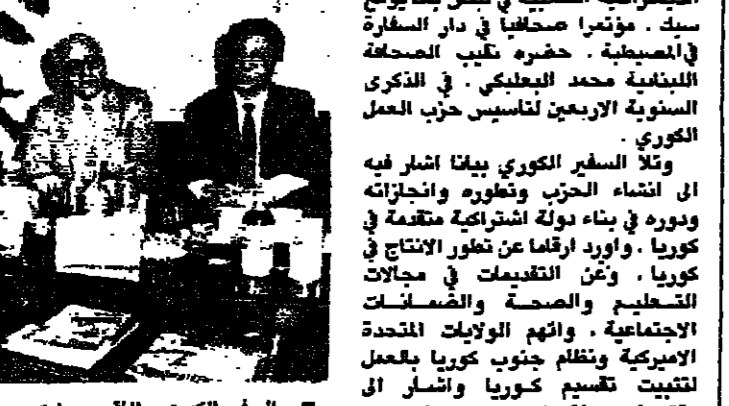 سيك . مؤتمرا صحافيا في دار السفارة
في المصيطبة . حضره نقيب الصحافة
اللبنانية محمد البعلبكي . في الذكرى
السنوية الاربعين لتاسيس حزب العمل
الكوري .
وتلا السفير الكوري بيانا اشار فيه
الى انشاء الحزب وتطوره وانجازاته
ودوره في بناء دولة اشتراكية متقدمة في
كوريا . واورد ارقاما عن تطور الانتاج في
كوريا . وعن التقديمات في مجالات
التعليم والصحة والضمانات
الاجتماعية . واتهم الولايات المتحدة
الاميركية ونظام جنوب كوريا بالعمل
لتثبيت تقسيم كوريا واشار الى